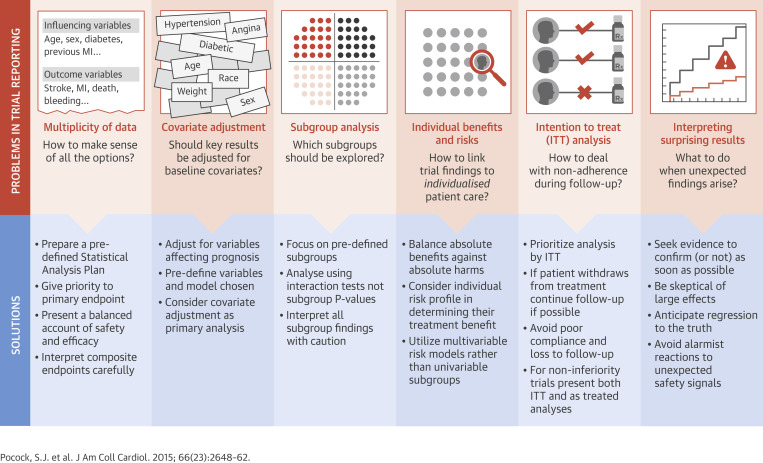 PROBLEMS IN TRIAL REPORTING
Influencing variables
Age, sex, diabetes,
previous MI...
Outcome variables
Stroke, MI, death,
bleeding...
Multiplicity of data
How to make sense
of all the options?
Hypertension
Angina
Diabetic
Age
Race
Weight
Sex
Covariate adjustment
Should key results
be adjusted for
baseline covariates?
Subgroup analysis
Which subgroups
should be explored?
Individual benefits
and risks
How to link
trial findings to
individualised
patient care?
Rx
Rx
Rx
Intention to treat
(ITT) analysis
How to deal
with non-adherence
during follow-up?
Interpreting
surprising results
What to do
when unexpected
findings arise?
SOLUTIONS
• Prepare a pre-
defined Statistical
Analysis Plan
• Give priority to
primary endpoint
• Present a balanced
account of safety
and efficacy
• Interpret composite
endpoints carefully
• Adjust for variables
affecting prognosis
• Pre-define variables
and model chosen
• Consider covariate
adjustment as
primary analysis
• Focus on pre-defined
subgroups
• Analyse using
interaction tests not
subgroup P-values
• Interpret all
subgroup findings
with caution
• Balance absolute
benefits against
absolute harms
• Consider individual
risk profile in
determining their
treatment benefit
• Utilize multivariable
risk models rather
than univariable
subgroups
• Prioritize analysis
by ITT
• If patient withdraws
from treatment
continue follow-up
if possible
• Avoid poor
compliance and
loss to follow-up
• For non-inferiority
trials present both
ITT and as treated
analyses
• Seek evidence to
confirm (or not) as
soon as possible
• Be skeptical of
large effects
• Anticipate regression
to the truth
• Avoid alarmist
reactions to
unexpected
safety signals
Pocock, S.J. et al. J Am Coll Cardiol. 2015; 66(23):2648-62.